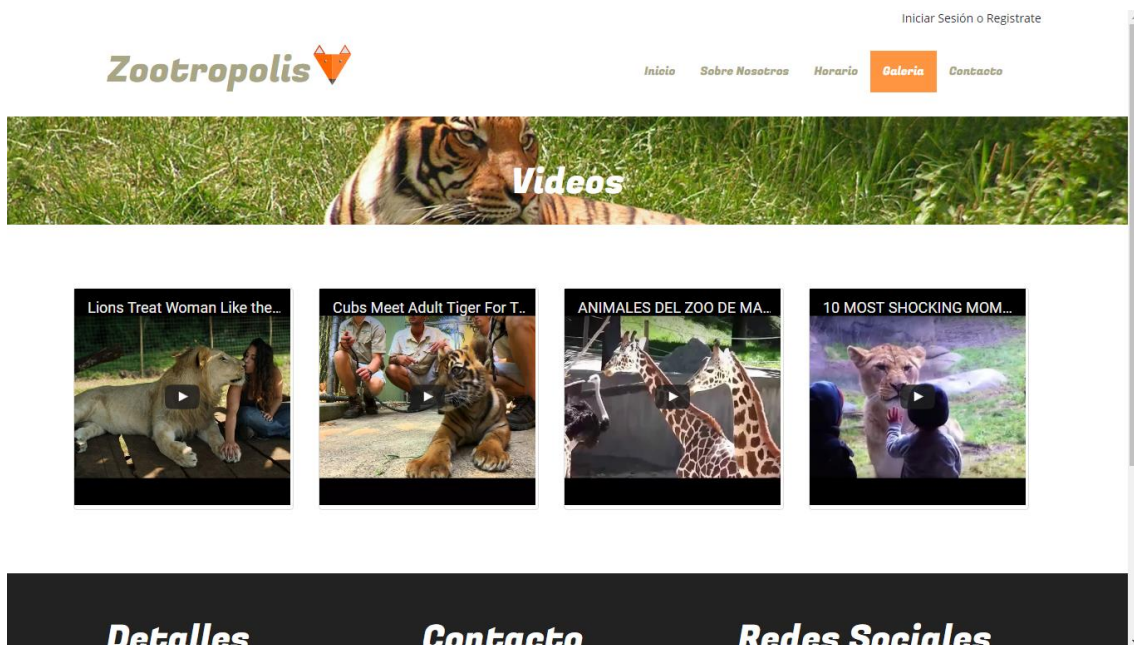 Iniciar Sesión o Registrate
Zootropolis
Inicio Sobre Nosotros Horario Galeria Contacto
Videos
Lions Treat Woman Like the...
Cubs Meet Adult Tiger For T..
ANIMALES DEL ZOO DE MA...
10 MOST SHOCKING MOM...
Detalles Contacto Redes Sociales